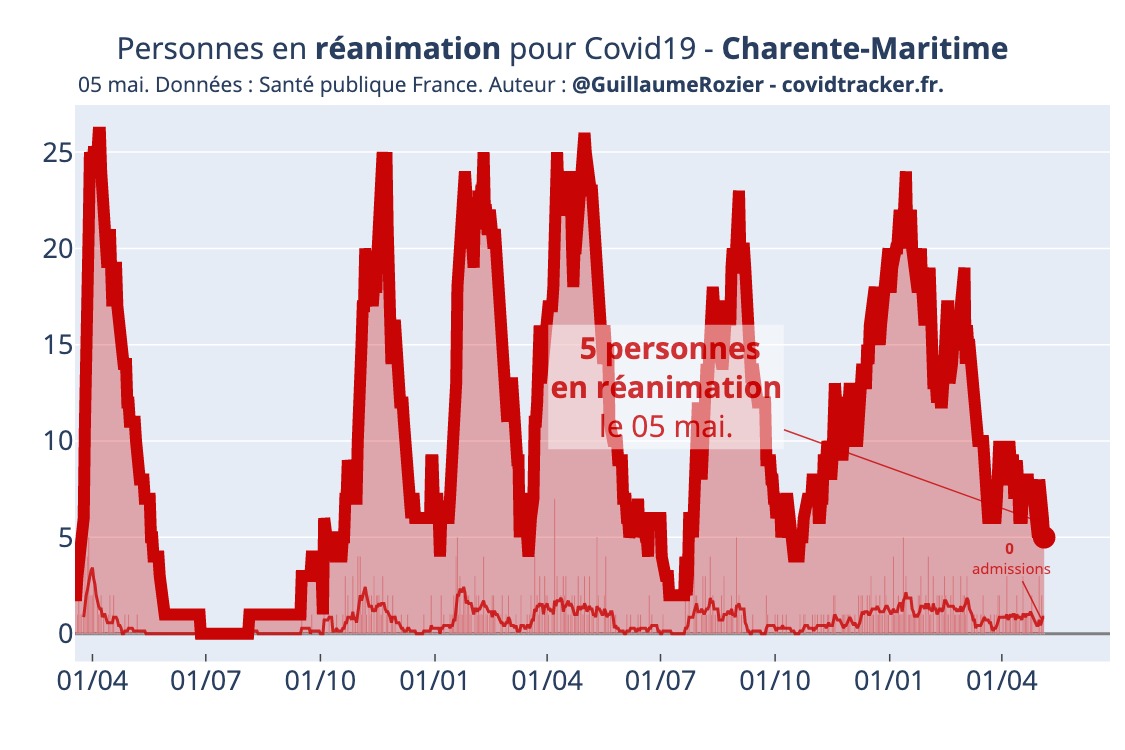 Personnes en réanimation pour Covid19 - Charente-Maritime
05 mai. Données : Santé publique France. Auteur : @GuillaumeRozier - covidtracker.fr.
25
20
15
10
5
0
5 personnes
en réanimation
le 05 mai.
0
admissions
01/04 01/07 01/10 01/01 01/04 01/07 01/10 01/01 01/04